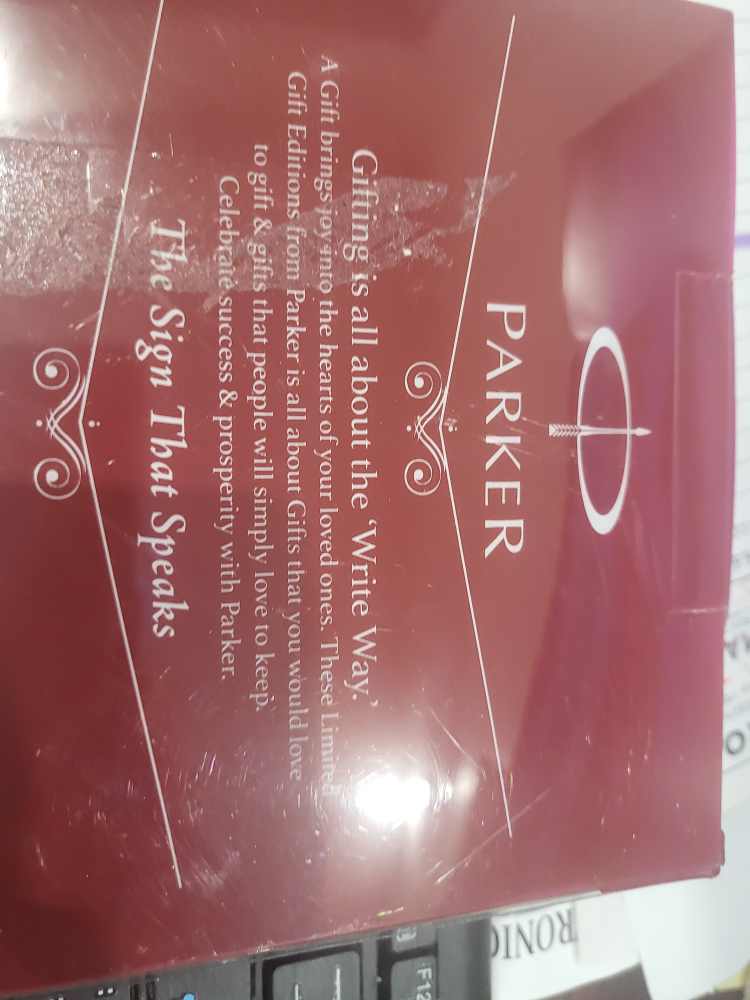 PARKER
Gifting is all about the ‘Write Way.’
A Gift brings joy into the hearts of your loved ones. These Limited
Gift Editions from Parker is all about Gifts that you would love
to gift & gifts that people will simply love to keep.
Celebrate success & prosperity with Parker.
The Sign That Speaks
F12